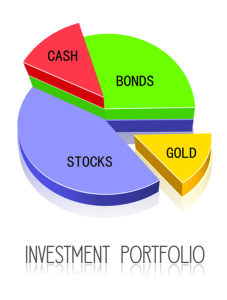 CASH
BONDS
STOCKS
GOLD
INVESTMENT PORTFOLIO